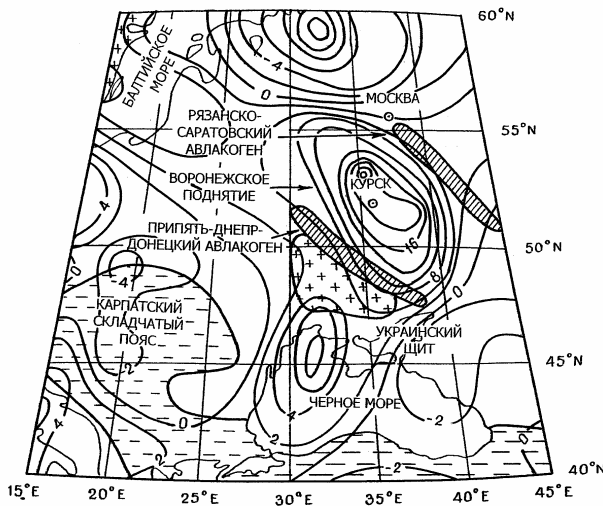 60°N
-4
БАЛТИЙСКОЕ
МОРЕ
0
МОСКВА
РЯЗАНСКО-
САРАТОВСКИЙ
АВЛАКОГЕН
55°N
ВОРОНЕЖСКОЕ
ПОДНЯТИЕ
КУРСК
4
ПРИПЯТЬ-ДНЕПР-
ДОНЕЦКИЙ АВЛАКОГЕН
16
50°N
0
-4
8
0
КАРПАТСКИЙ
СКЛАДЧАТЫЙ
ПОЯС
УКРАИНСКИЙ
ЩИТ
-2
45°N
ЧЕРНОЕ МОРЕ
4
0
-4
-2
-2
0
-2
-2
40°N
15°E
20°E
25°E
30°E
35°E
40°E
45°E